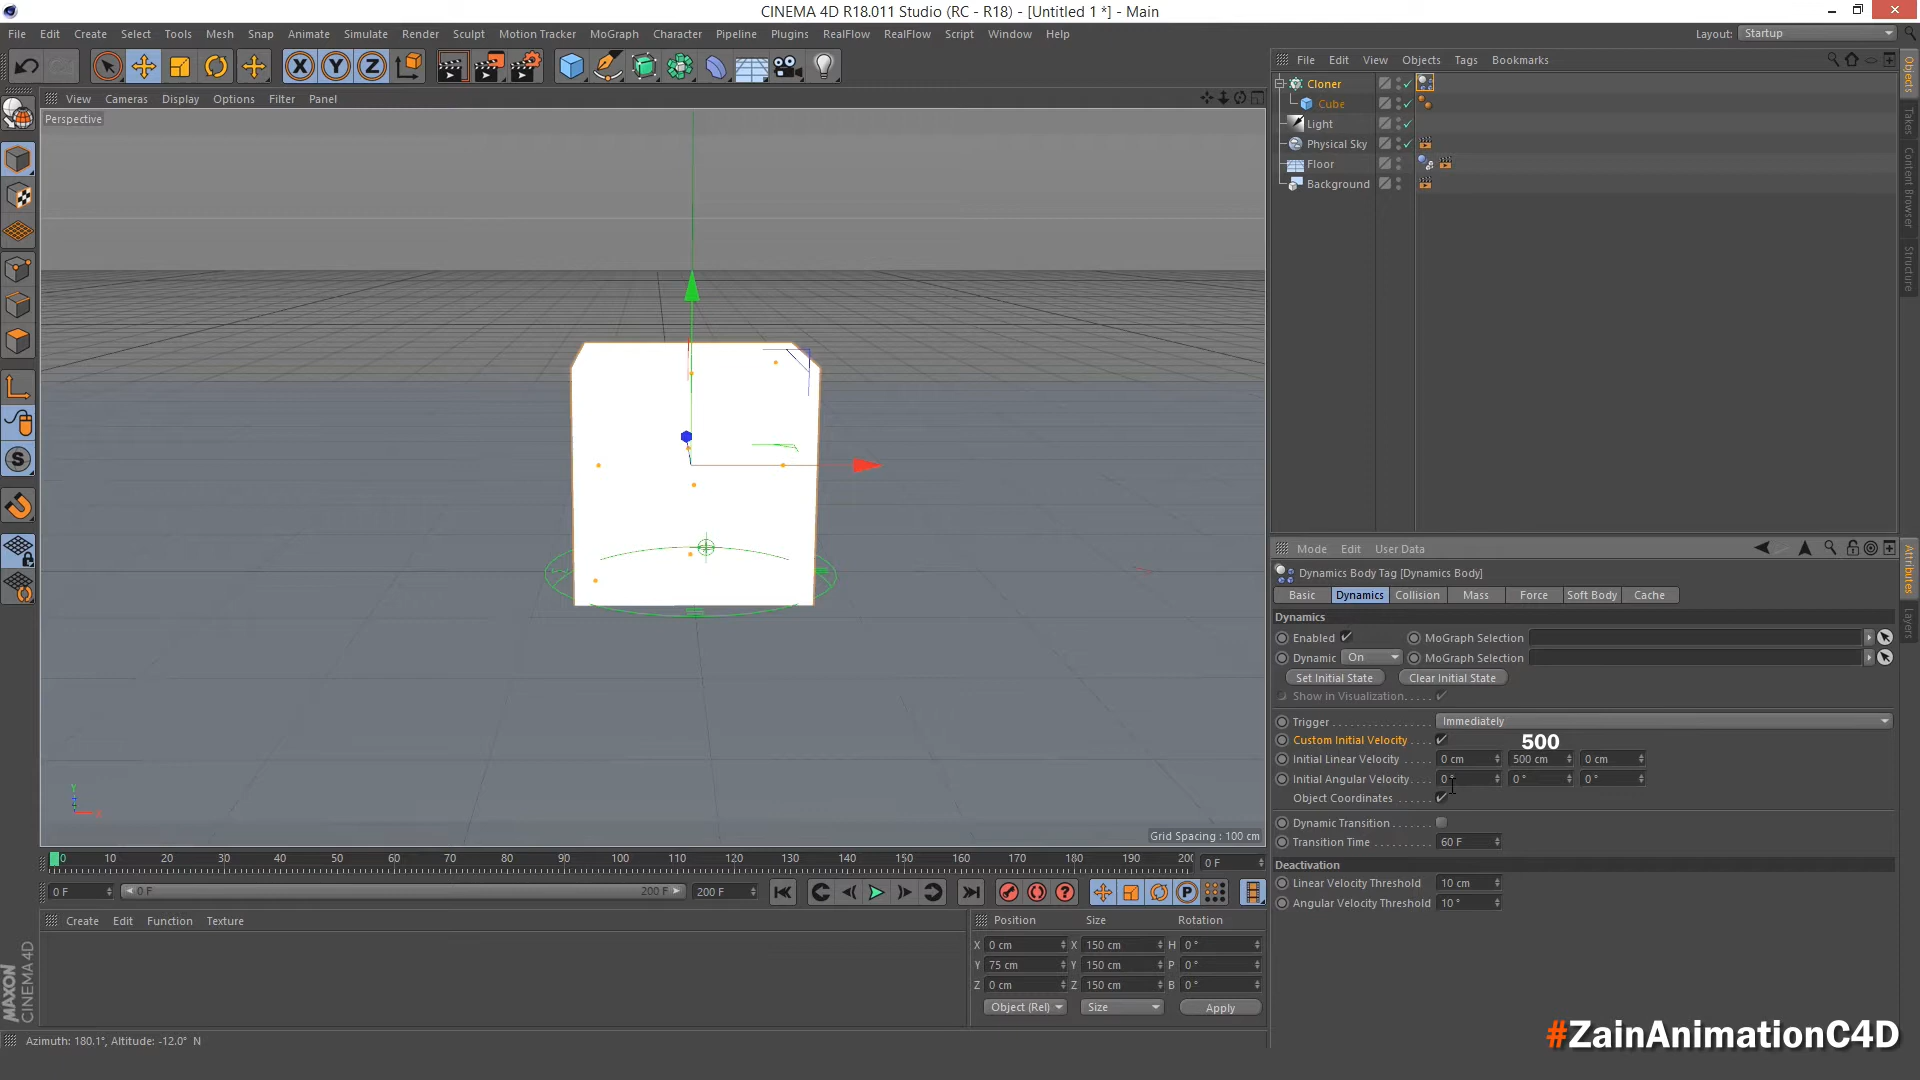 CINEMA 4D R18.011 Studio (RC - R18) - [Untitled 1 *] - Main
File Edit Create Select Tools Mesh Snap Animate Simulate Render Sculpt Motion Tracker MoGraph Character Pipeline Plugins RealFlow RealFlow Script Window Help
Layout: Startup
View Cameras Display Options Filter Panel
Perspective
Grid Spacing : 100 cm
Y
File Edit View Objects Tags Bookmarks
Cloner
Cube
Light
Physical Sky
Floor
Background
Objects
Takes
Content Browser
Structure
Attributes
Layers
Mode Edit User Data
Dynamics Body Tag [Dynamics Body]
Basic Dynamics Collision Mass Force Soft Body Cache
Dynamics
Enabled MoGraph Selection
Dynamic On MoGraph Selection
Set Initial State Clear Initial State
Show in Visualization
Trigger Immediately
Custom Initial Velocity 500
Initial Linear Velocity 0 cm 500 cm 0 cm
Initial Angular Velocity 0 ° 0 ° 0 °
Object Coordinates
Dynamic Transition
Transition Time 60 F
Deactivation
Linear Velocity Threshold 10 cm
Angular Velocity Threshold 10 °
0 10 20 30 40 50 60 70 80 90 100 110 120 130 140 150 160 170 180 190 200 0 F
0 F 0 F 200 F 200 F
Create Edit Function Texture
Position Size Rotation
X 0 cm X 150 cm H 0 °
Y 75 cm Y 150 cm P 0 °
Z 0 cm Z 150 cm B 0 °
Object (Rel) Size Apply
MAXON CINEMA 4D
Azimuth: 180.1°, Altitude: -12.0° N
#ZainAnimationC4D